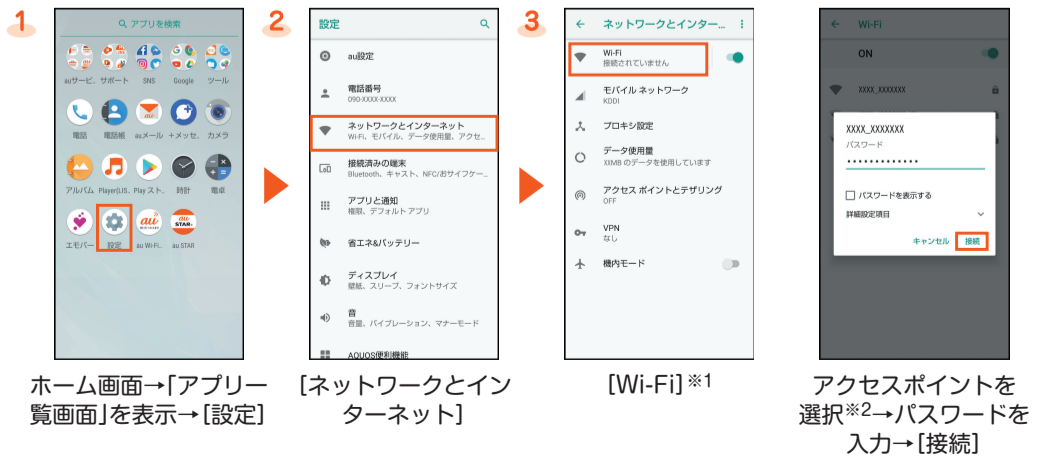 1
アプリを検索
auサービ.
サポート
SNS
Google
ツール
電話
電話帳
auメール
+メッセ.
カメラ
アルバム
Player(LIS.
Play スト.
時計
電卓
エモパー
設定
au Wi-Fi.
au STAR
ホーム画面→「アプリ一
覧画面」を表示→[設定]
2
設定
au設定
電話番号
090-XXXX-XXXX
ネットワークとインターネット
Wi-Fi、モバイル、データ使用量、アクセ..
接続済みの端末
Bluetooth、キャスト、NFC/おサイフケー..
アプリと通知
権限、デフォルト アプリ
省エネ&バッテリー
ディスプレイ
壁紙、スリープ、フォントサイズ
音
音量、バイブレーション、マナーモード
AQUOS便利機能
[ネットワークとイン
ターネット]
3
ネットワークとインター...
Wi-Fi
接続されていません
モバイル ネットワーク
KDDI
プロキシ設定
データ使用量
X1MB のデータを使用しています
アクセス ポイントとテザリング
OFF
VPN
なし
機内モード
[Wi-Fi]※1
Wi-Fi
ON
XXXX_XXXXXX
XXXX_XXXXXXX
パスワード
•••••••••••••
パスワードを表示する
詳細設定項目
キャンセル 接続
アクセスポイントを
選択※2→パスワードを
入力→[接続]